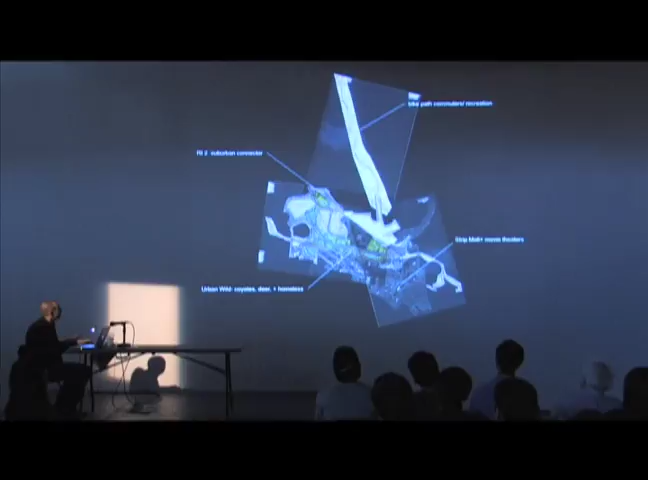 bike path commuters/ recreation
Rt 2 suburban connector
Strip Mall+ movie theaters
Urban Wild- coyotes, deer, + homeless